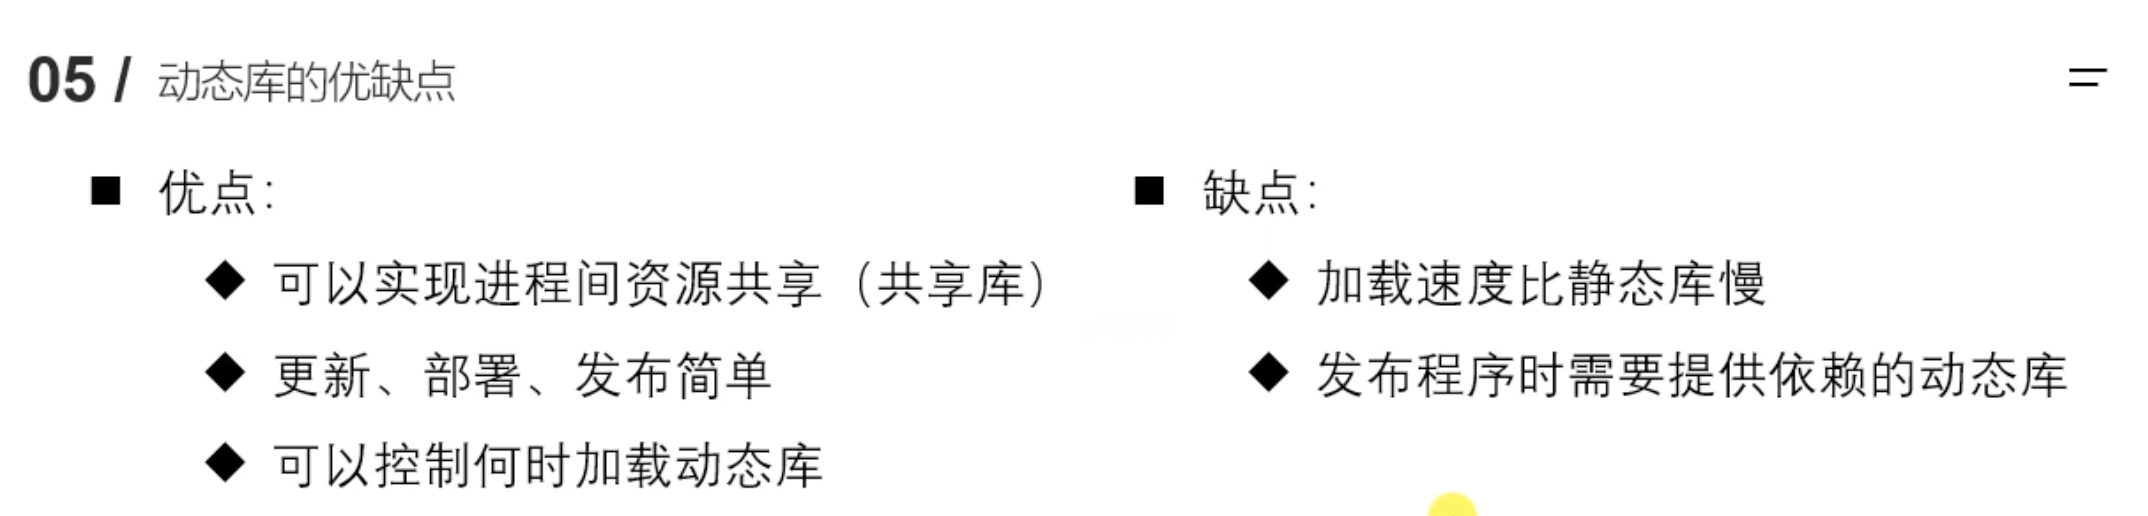 05 / 动态库的优缺点
■ 优点：
◆ 可以实现进程间资源共享（共享库）
◆ 更新、部署、发布简单
◆ 可以控制何时加载动态库
■ 缺点：
◆ 加载速度比静态库慢
◆ 发布程序时需要提供依赖的动态库